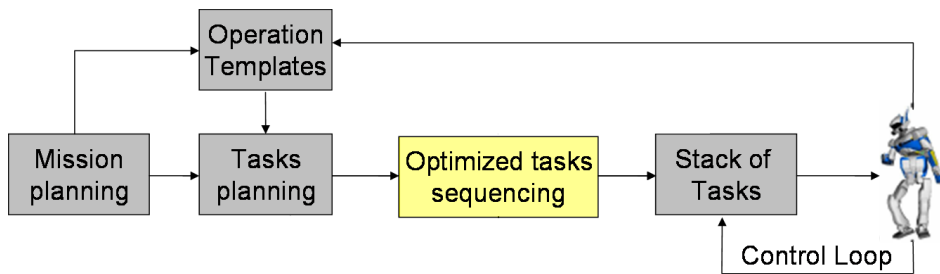 Operation
Templates
Mission
planning
Tasks
planning
Optimized tasks
sequencing
Stack of
Tasks
Control Loop